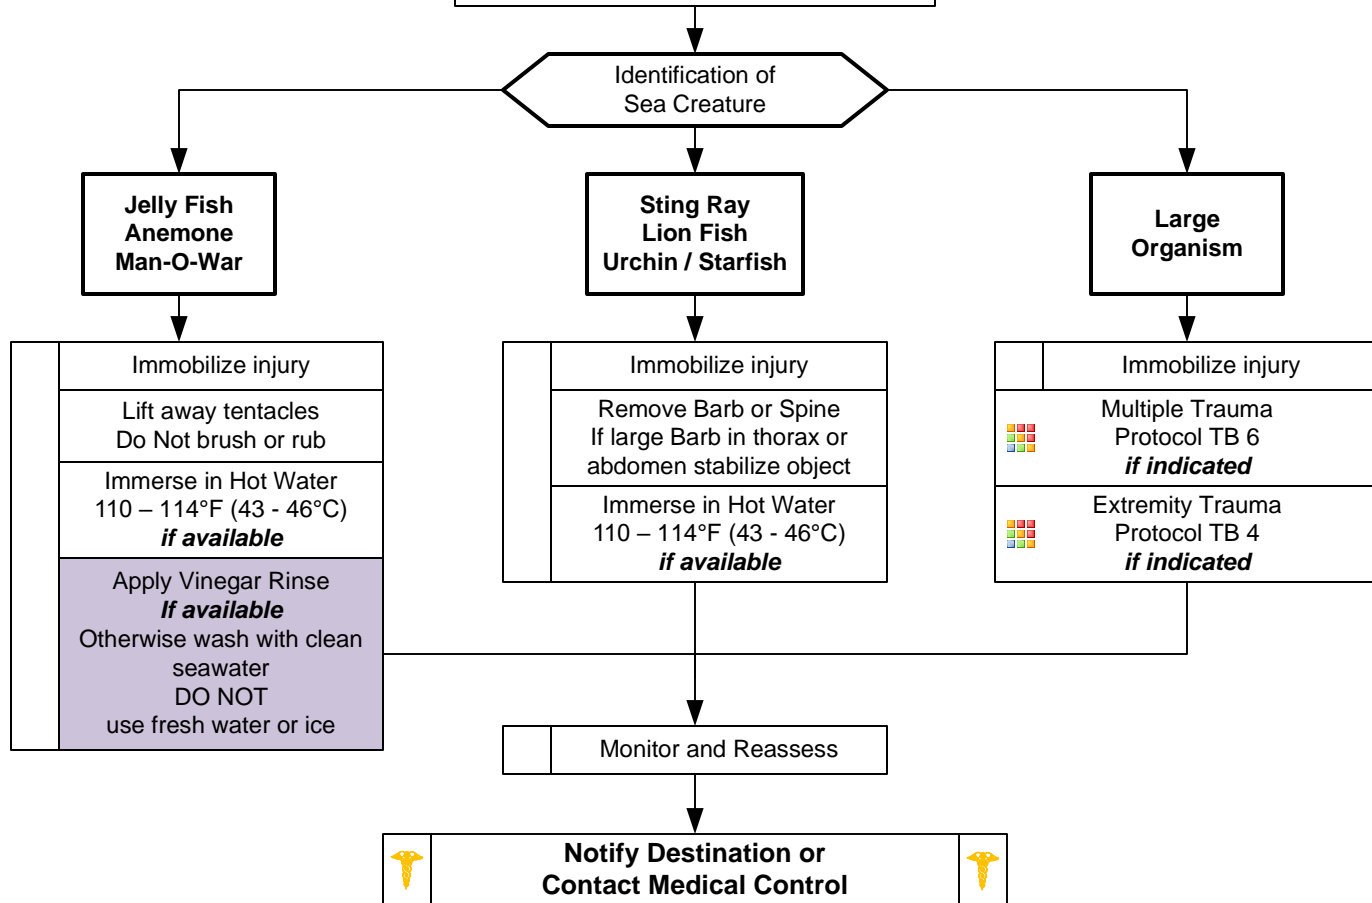 Identification of
Sea Creature
Jelly Fish
Anemone
Man-O-War
Sting Ray
Lion Fish
Urchin / Starfish
Large
Organism
Immobilize injury
Lift away tentacles
Do Not brush or rub
Immerse in Hot Water
110 – 114°F (43 - 46°C)
if available
Apply Vinegar Rinse
If available
Otherwise wash with clean
seawater
DO NOT
use fresh water or ice
Immobilize injury
Remove Barb or Spine
If large Barb in thorax or
abdomen stabilize object
Immerse in Hot Water
110 – 114°F (43 - 46°C)
if available
Immobilize injury
Multiple Trauma
Protocol TB 6
if indicated
Extremity Trauma
Protocol TB 4
if indicated
Monitor and Reassess
Notify Destination or
Contact Medical Control